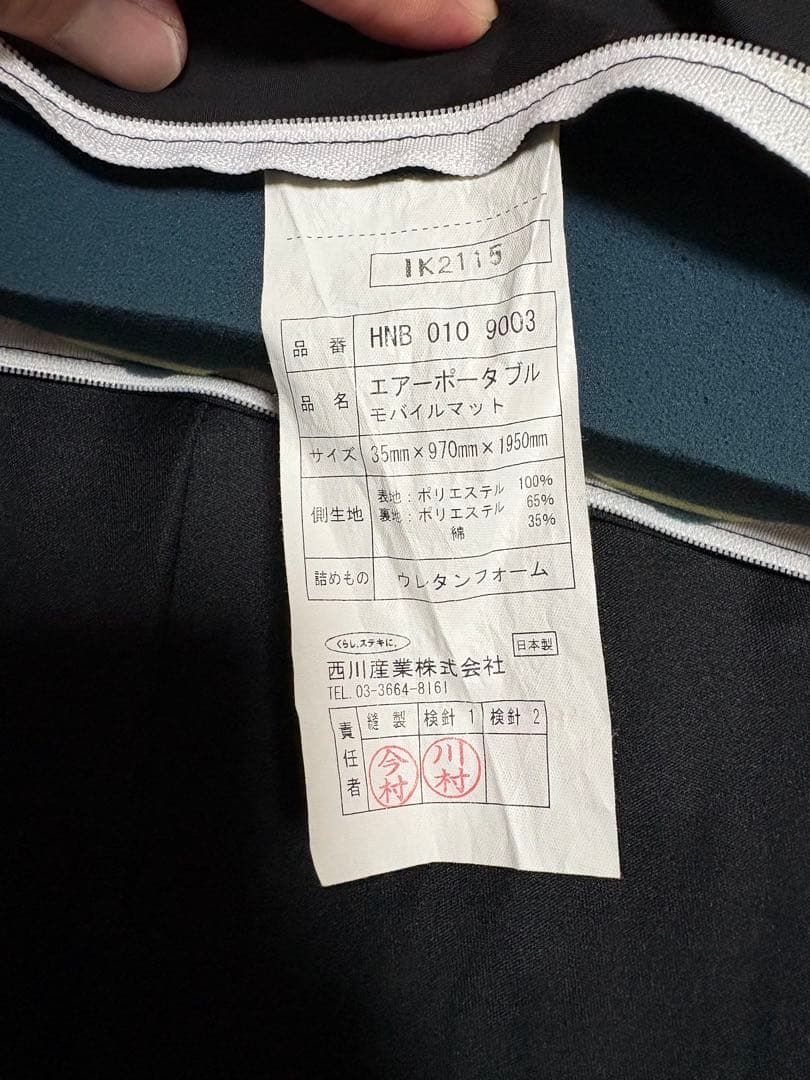 IK2115
品番 HNB 010 9003
品名 エアーポータブル
モバイルマット
サイズ 35mm×970mm×1950mm
側生地 表地:ポリエステル 100%
裏地:ポリエステル 65%
綿 35%
詰めもの ウレタンフォーム
くらし、ステキに。
日本製
西川産業株式会社
TEL.03-3664-8161
責任者 縫製 検針1 検針2
今村 川村